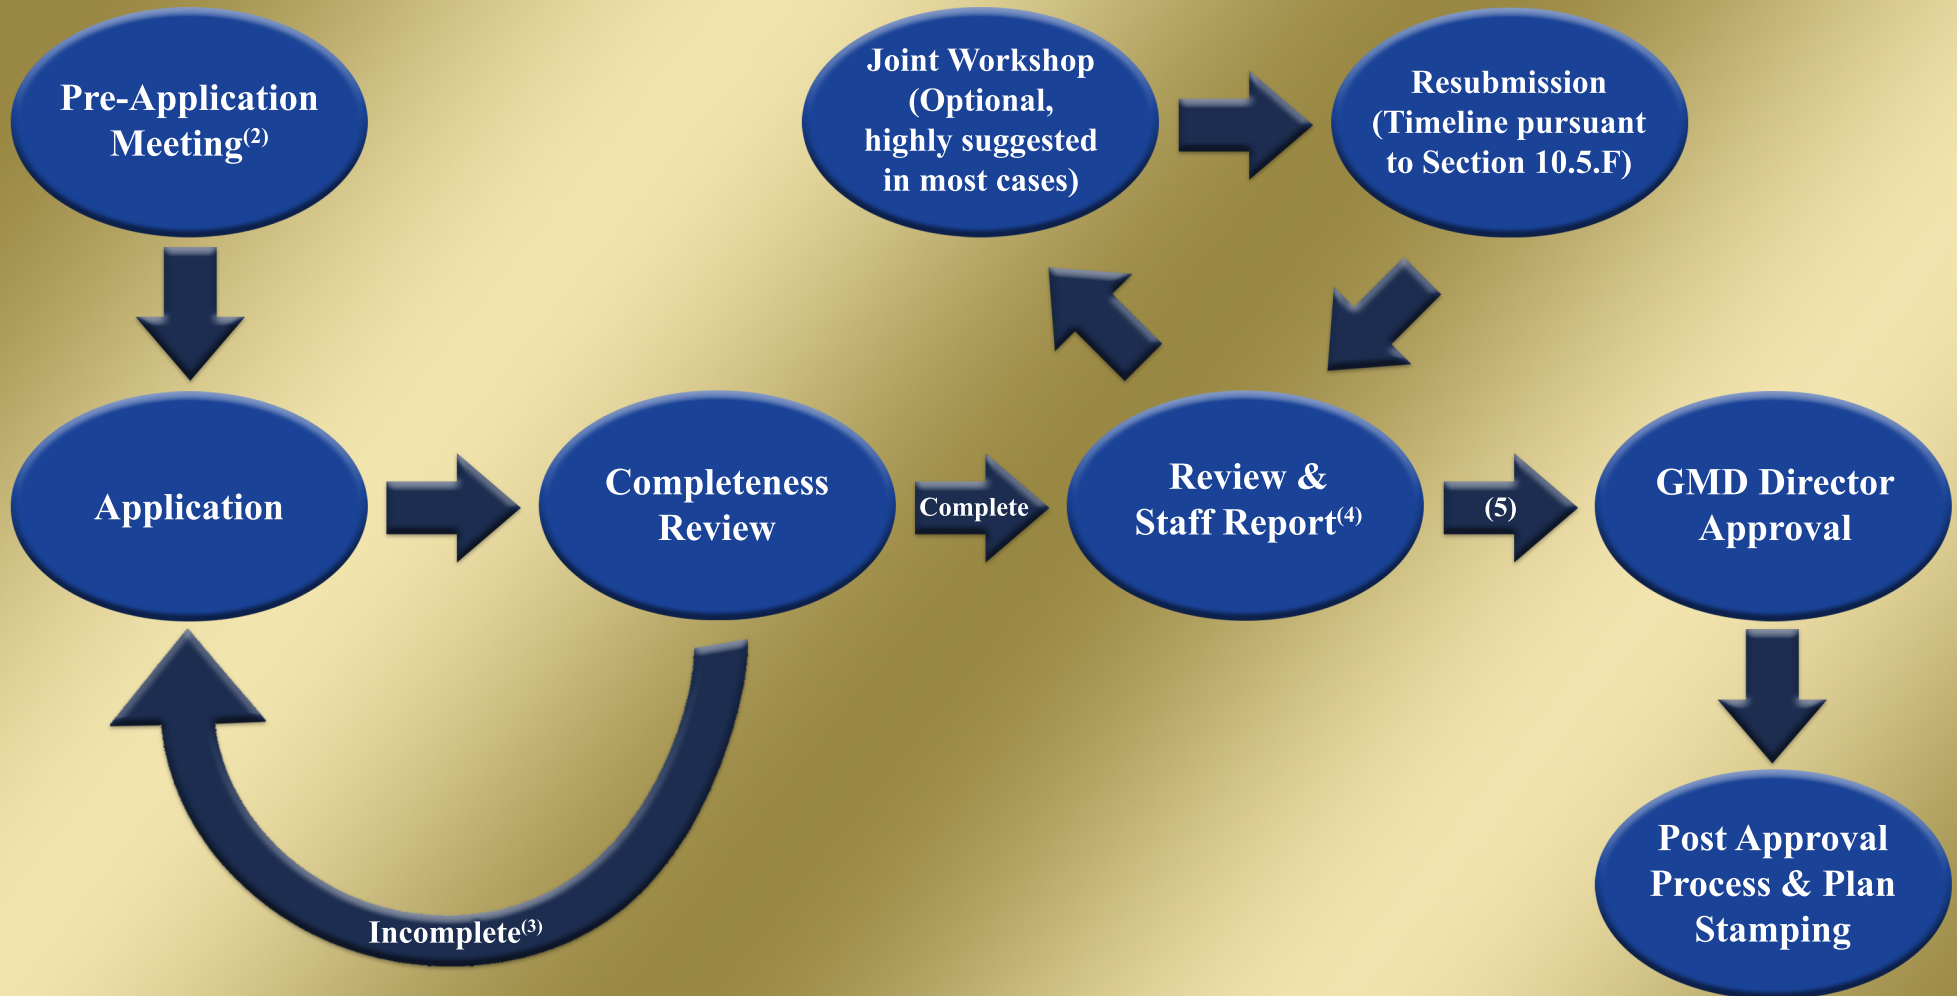 Pre-Application
Meeting(2)
Joint Workshop
(Optional,
highly suggested
in most cases)
Resubmission
(Timeline pursuant
to Section 10.5.F)
Application
Completeness
Review
Complete
Review &
Staff Report(4)
(5)
GMD Director
Approval
Incomplete(3)
Post Approval
Process & Plan
Stamping